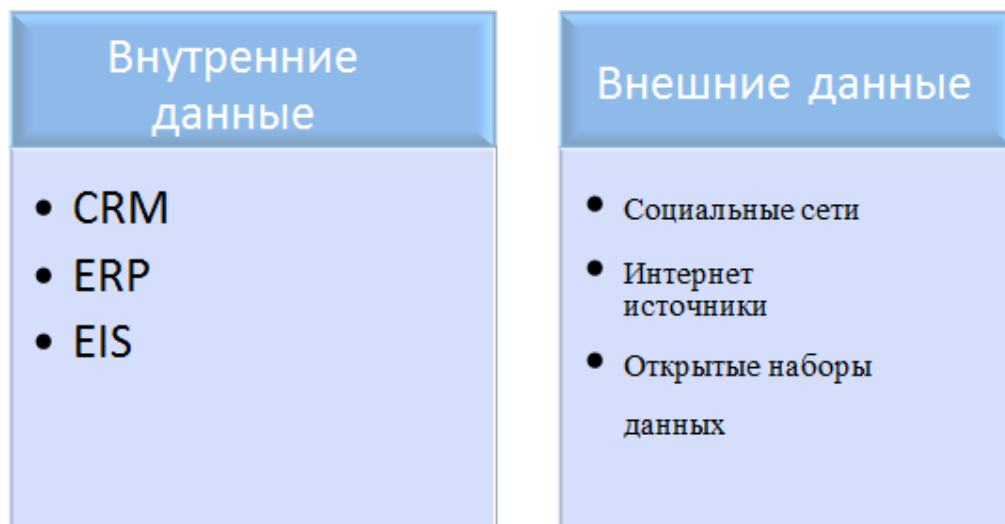 Внутренние
данные
• CRM
• ERP
• EIS
Внешние данные
• Социальные сети
• Интернет
источники
• Открытые наборы
данных